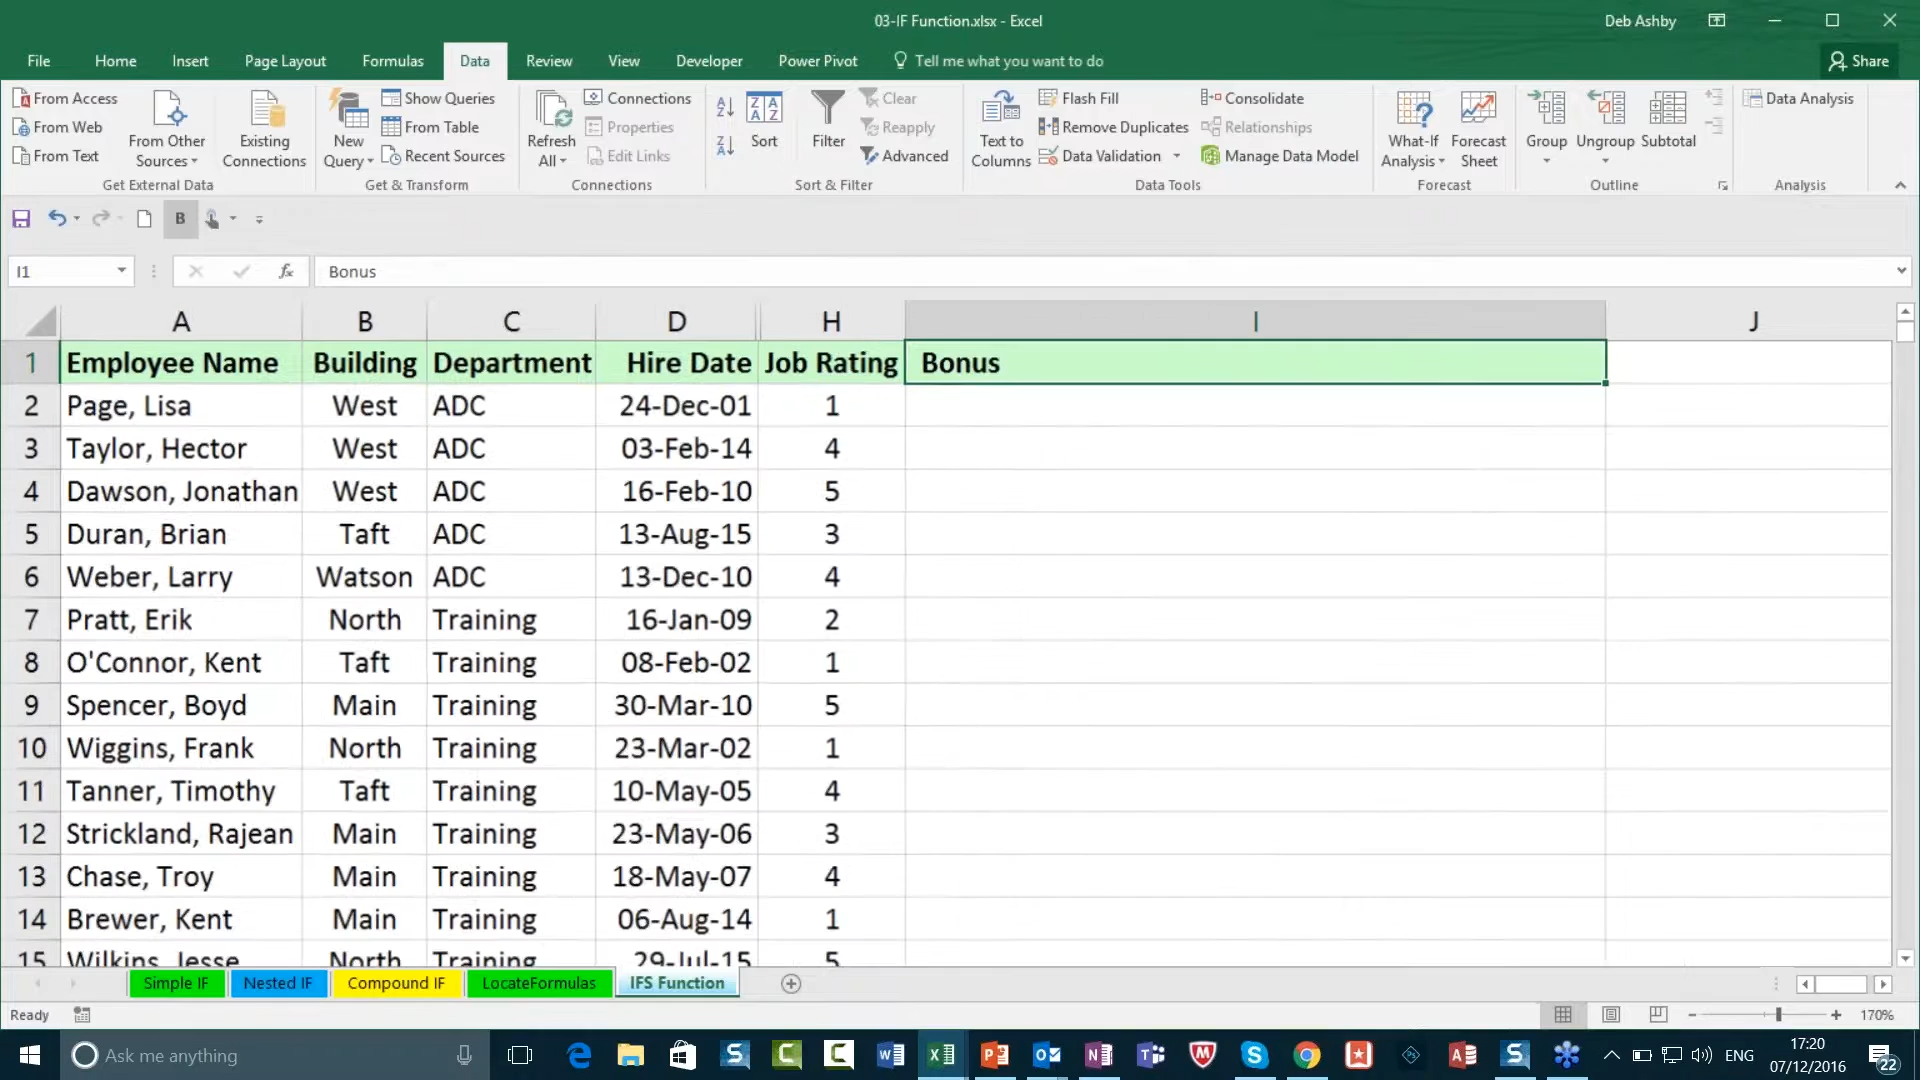 03-IF Function.xlsx - Excel
Deb Ashby
File Home Insert Page Layout Formulas Data Review View Developer Power Pivot Tell me what you want to do Share
From Access
From Web
From Text
From Other Sources
Existing Connections
Get External Data
New Query
Show Queries
From Table
Recent Sources
Get & Transform
Refresh All
Connections
Properties
Edit Links
Connections
Sort
Filter
Clear
Reapply
Advanced
Sort & Filter
Text to Columns
Flash Fill
Remove Duplicates
Data Validation
Consolidate
Relationships
Manage Data Model
Data Tools
What-If Analysis
Forecast Sheet
Forecast
Group
Ungroup
Subtotal
Outline
Data Analysis
Analysis
B
I1 fx Bonus
A B C D H I J
1 Employee Name Building Department Hire Date Job Rating Bonus
2 Page, Lisa West ADC 24-Dec-01 1
3 Taylor, Hector West ADC 03-Feb-14 4
4 Dawson, Jonathan West ADC 16-Feb-10 5
5 Duran, Brian Taft ADC 13-Aug-15 3
6 Weber, Larry Watson ADC 13-Dec-10 4
7 Pratt, Erik North Training 16-Jan-09 2
8 O'Connor, Kent Taft Training 08-Feb-02 1
9 Spencer, Boyd Main Training 30-Mar-10 5
10 Wiggins, Frank North Training 23-Mar-02 1
11 Tanner, Timothy Taft Training 10-May-05 4
12 Strickland, Rajean Main Training 23-May-06 3
13 Chase, Troy Main Training 18-May-07 4
14 Brewer, Kent Main Training 06-Aug-14 1
15 Wilkins, Jesse North Training 29-Jul-15 5
Simple IF Nested IF Compound IF LocateFormulas IFS Function
Ready 170%
Ask me anything ENG 17:20
07/12/2016 22